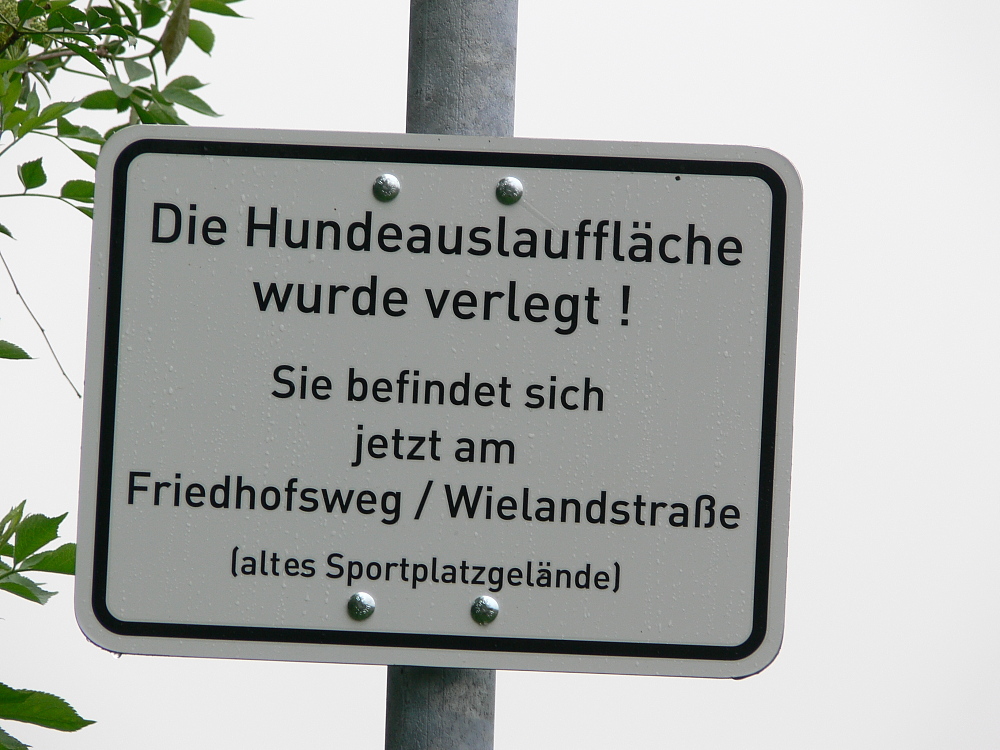 Die Hundeauslauffläche
wurde verlegt !
Sie befindet sich
jetzt am
Friedhofsweg / Wielandstraße
(altes Sportplatzgelände)